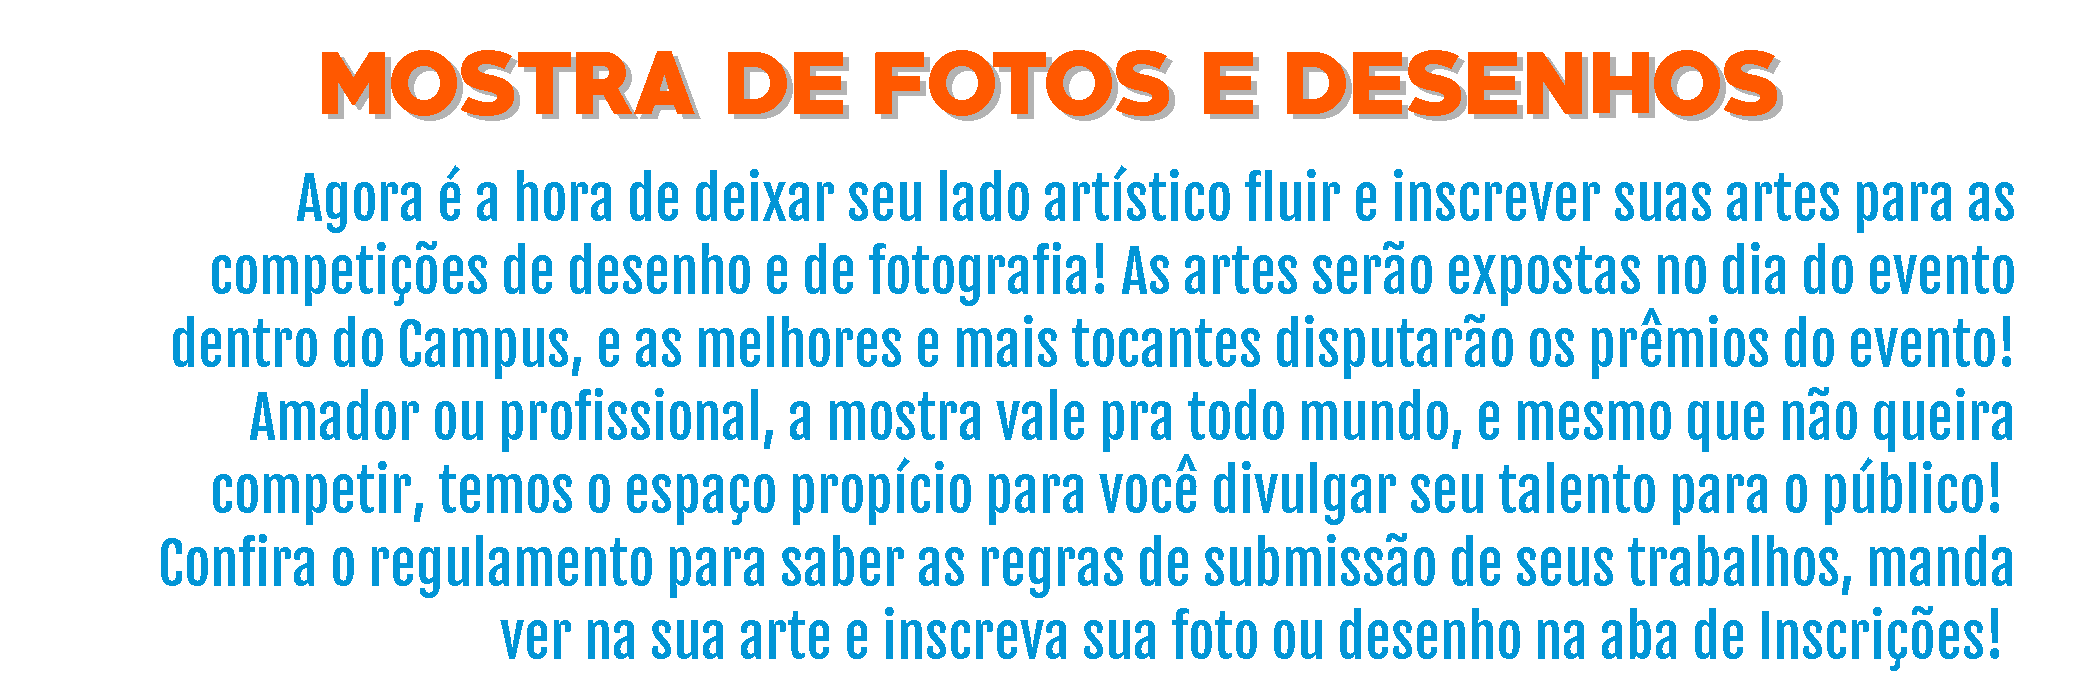 MOSTRA DE FOTOS E DESENHOS
Agora é a hora de deixar seu lado artístico fluir e inscrever suas artes para as
competições de desenho e de fotografia! As artes serão expostas no dia do evento
dentro do Campus, e as melhores e mais tocantes disputarão os prêmios do evento!
Amador ou profissional, a mostra vale pra todo mundo, e mesmo que não queira
competir, temos o espaço propício para você divulgar seu talento para o público!
Confira o regulamento para saber as regras de submissão de seus trabalhos, manda
ver na sua arte e inscreva sua foto ou desenho na aba de Inscrições!